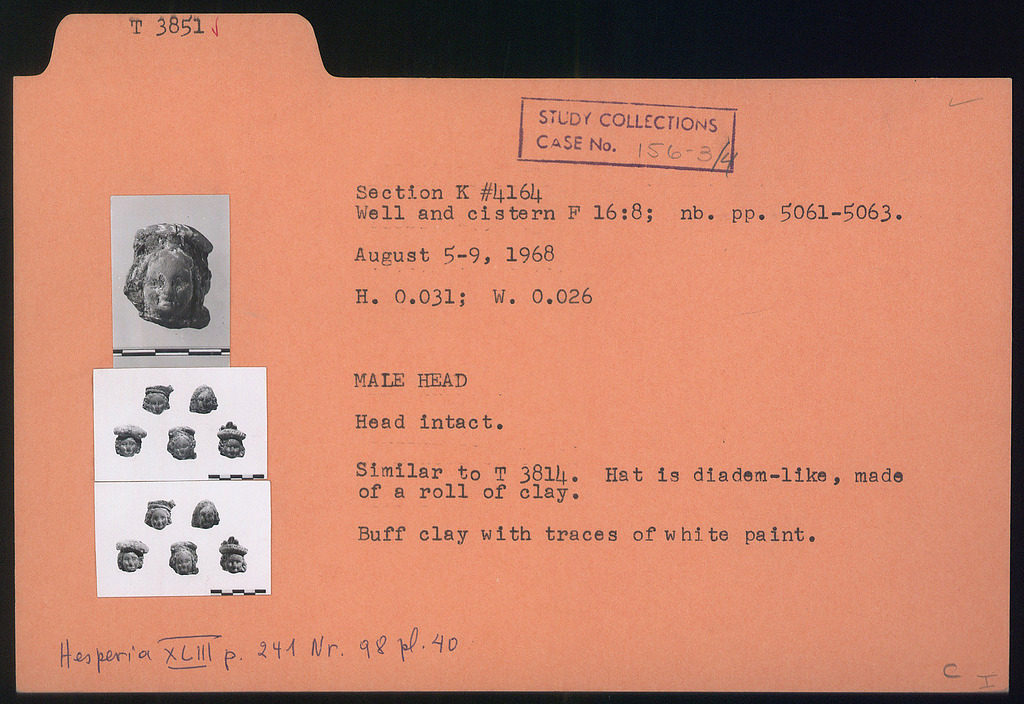 T 3851 ✓
STUDY COLLECTIONS
CASE No. 156-3/4
Section K #4164
Well and cistern F 16:8; nb. pp. 5061-5063.
August 5-9, 1968
H. 0.031; W. 0.026
MALE HEAD
Head intact.
Similar to T 3814. Hat is diadem-like, made
of a roll of clay.
Buff clay with traces of white paint.
Hesperia XLIII p. 241 Nr. 98 pl. 40
C I